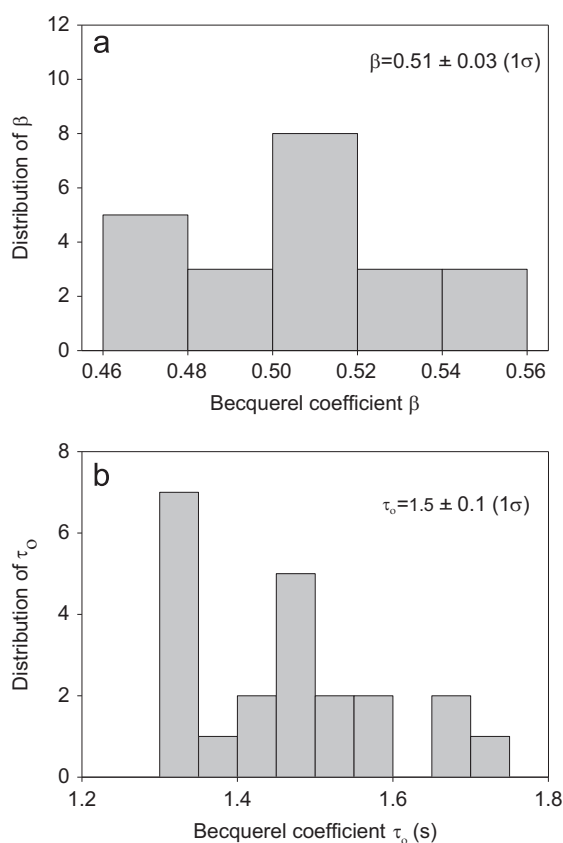 a
β=0.51 ± 0.03 (1σ)
12
10
8
6
4
2
0
Distribution of β
0.46 0.48 0.50 0.52 0.54 0.56
Becquerel coefficient β
b
τₒ=1.5 ± 0.1 (1σ)
8
6
4
2
0
Distribution of τₒ
1.2 1.4 1.6 1.8
Becquerel coefficient τₒ (s)